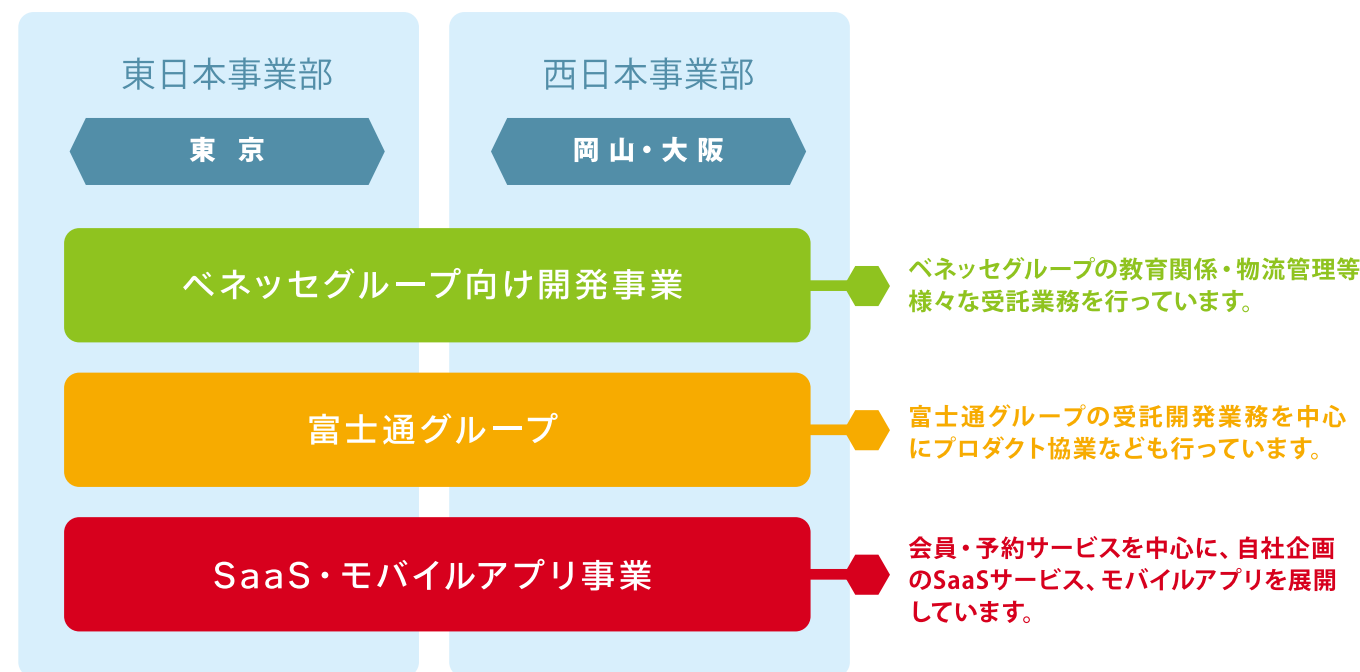 東日本事業部
西日本事業部
東 京
岡山・大阪
ベネッセグループ向け開発事業
ベネッセグループの教育関係・物流管理等
様々な受託業務を行っています。
富士通グループ
富士通グループの受託開発業務を中心
にプロダクト協業なども行っています。
SaaS・モバイルアプリ事業
会員・予約サービスを中心に、自社企画
のSaaSサービス、モバイルアプリを展開
しています。